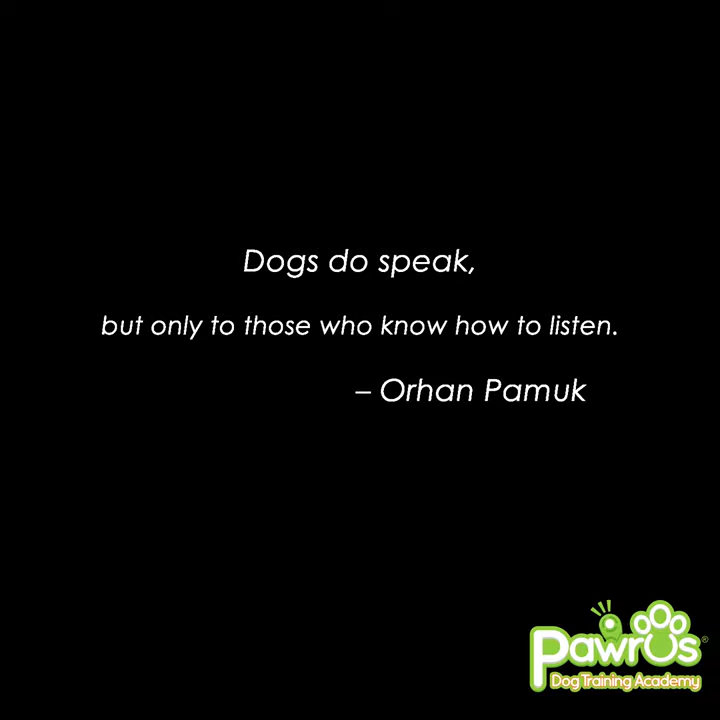 Dogs do speak,
but only to those who know how to listen.
– Orhan Pamuk
PawrUs®
Dog Training Academy